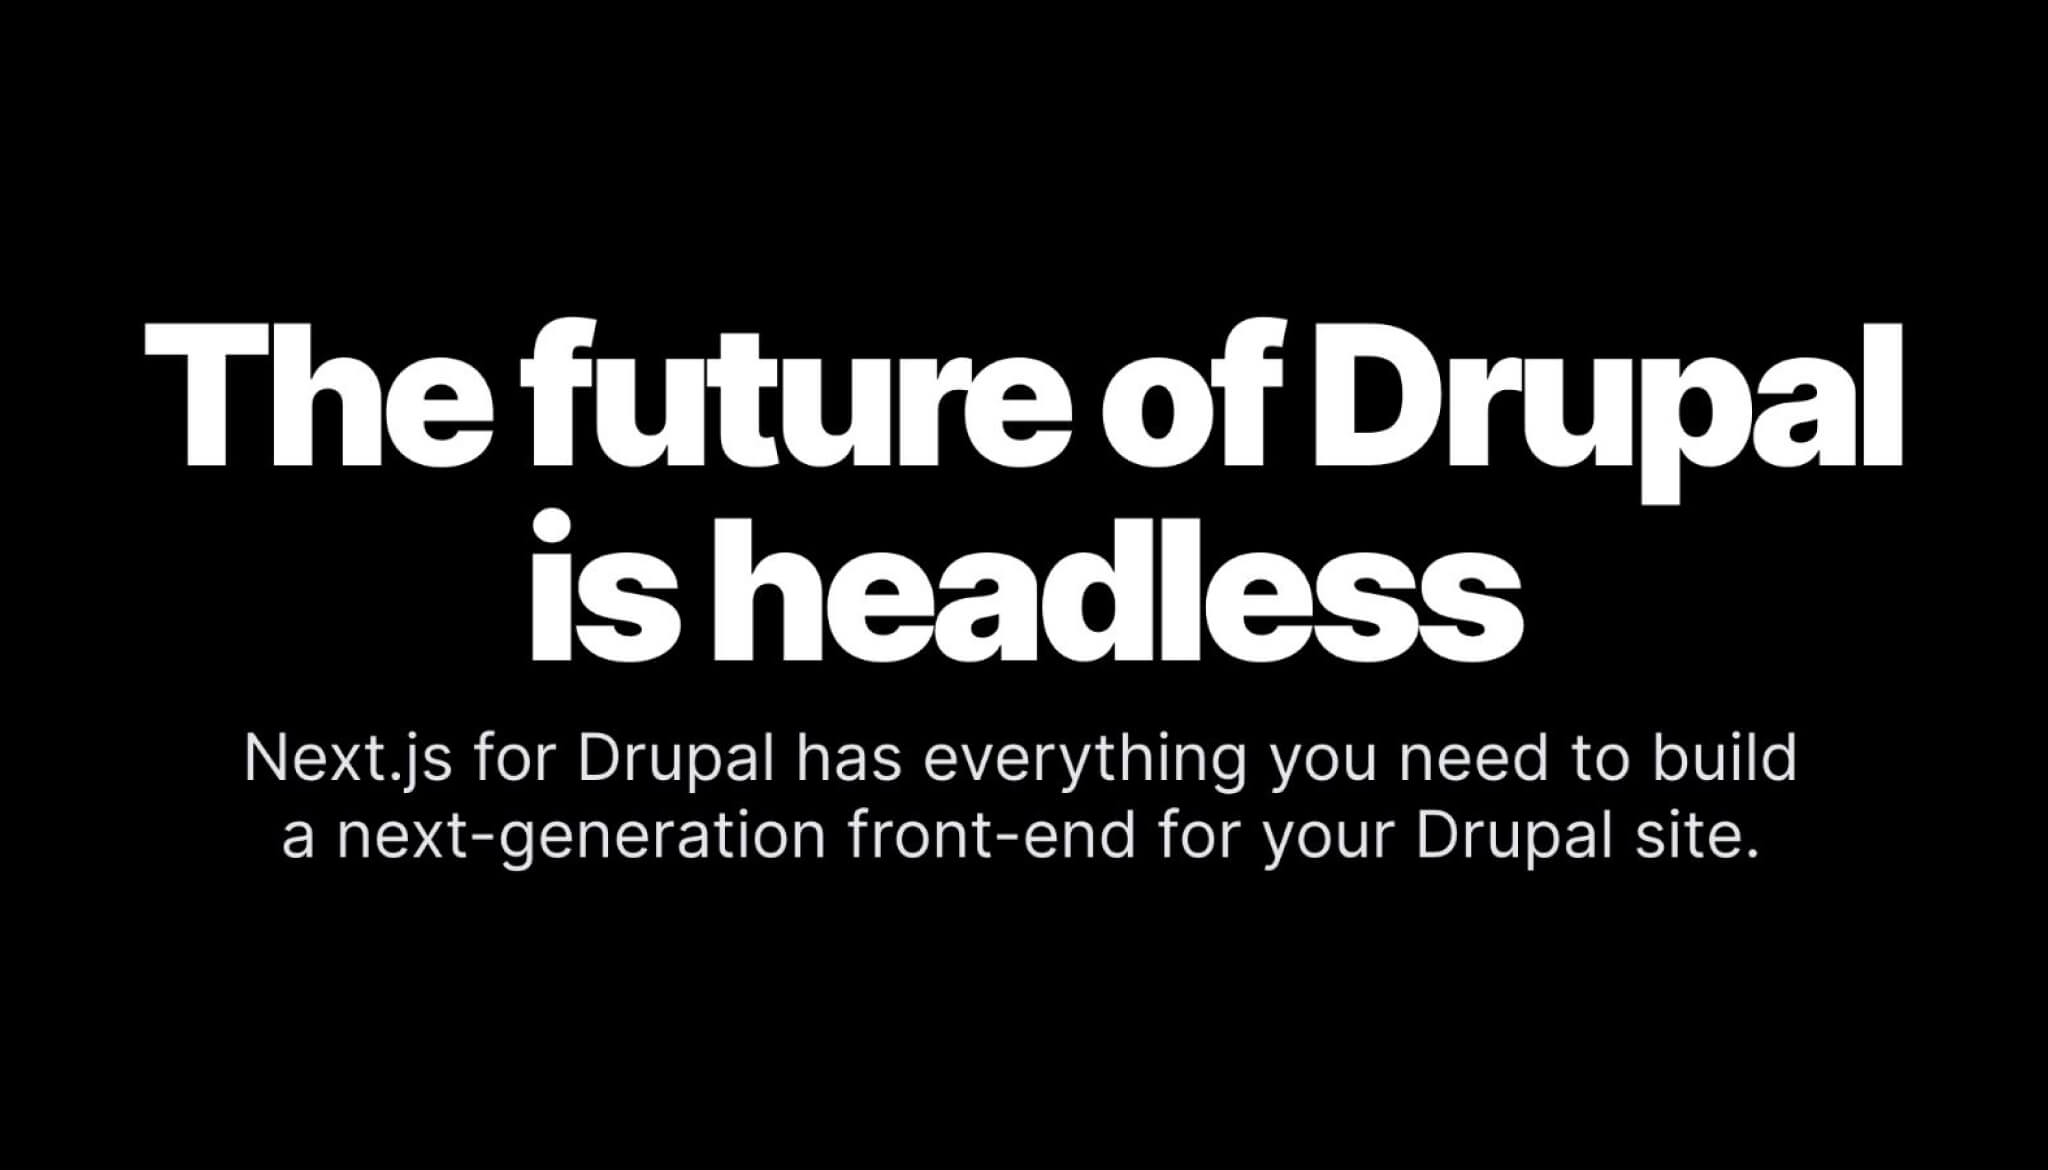 The future of Drupal
is headless
Next.js for Drupal has everything you need to build
a next-generation front-end for your Drupal site.